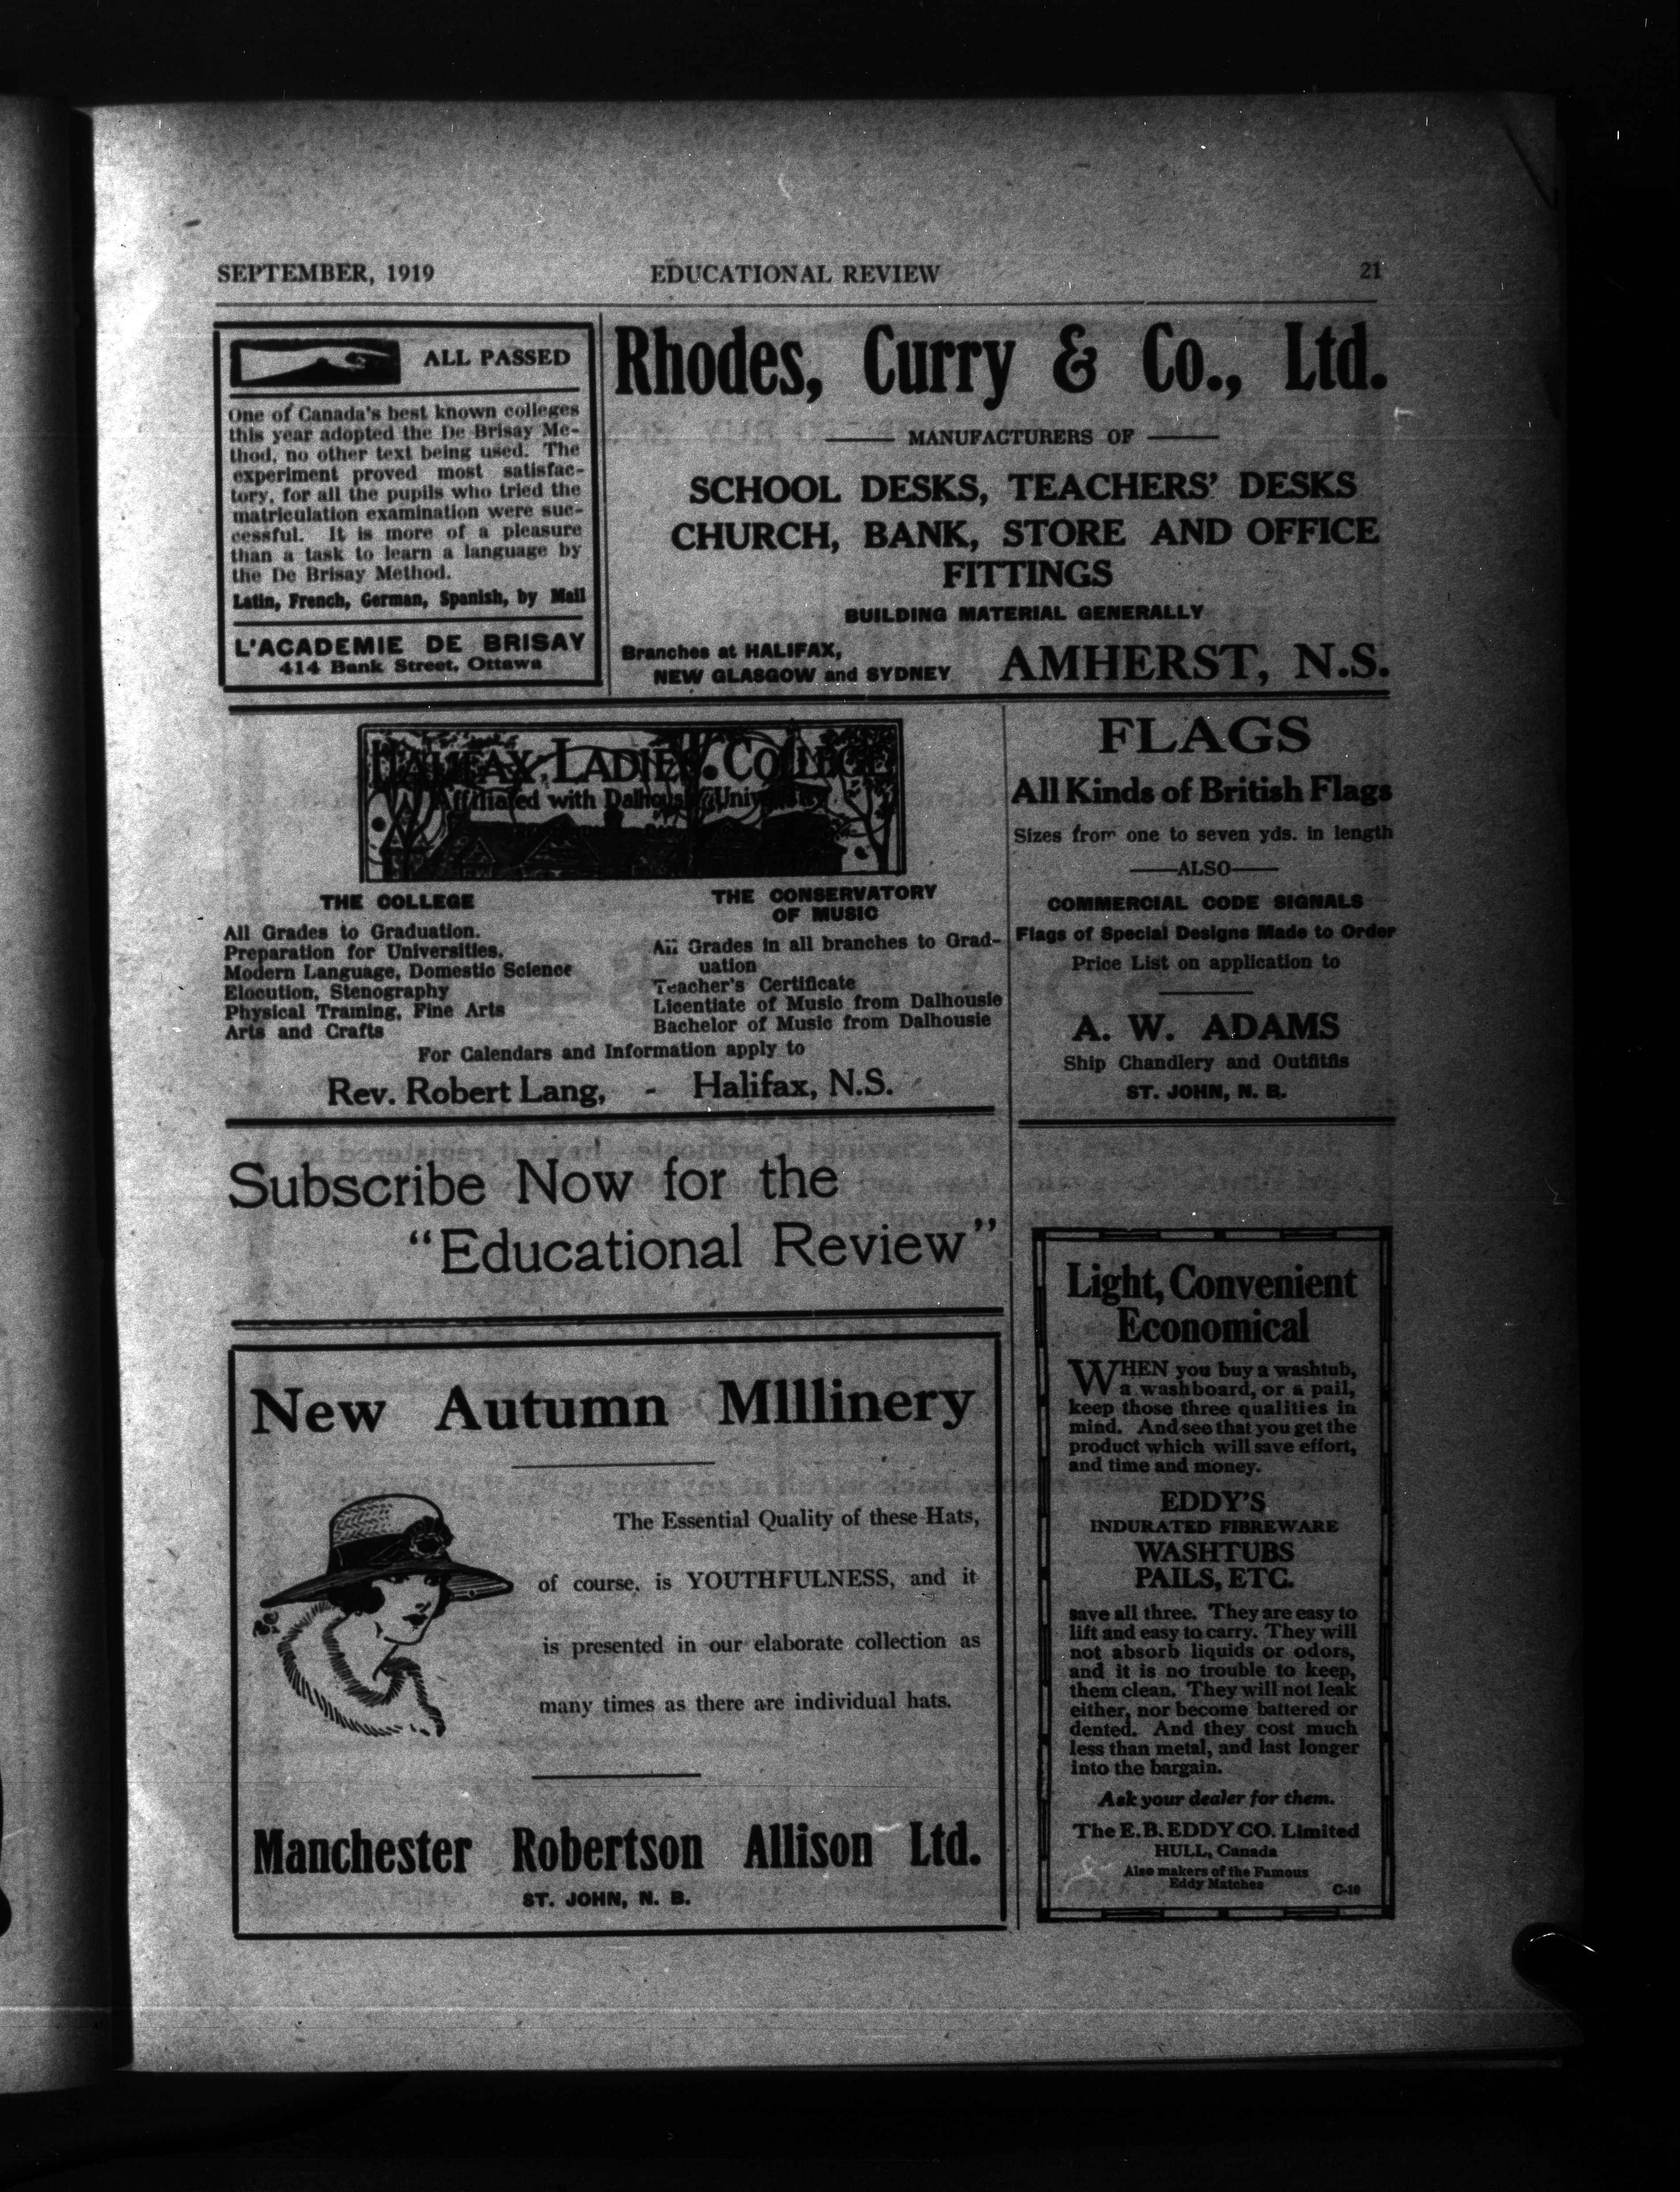 SEPTEMBER, 1919 EDUCATIONAL REVIEW 21
ALL PASSED
One of Canada's best known colleges
this year adopted the De Brisay Me-
thod, no other text being used. The
experiment proved most satisfac-
tory, for all the pupils who tried the
matriculation examination were suc-
cessful. It is more of a pleasure
than a task to learn a language by
the De Brisay Method.
Latin, French, German, Spanish, by Mail
L'ACADEMIE DE BRISAY
414 Bank Street, Ottawa
Rhodes, Curry & Co., Ltd.
MANUFACTURERS OF
SCHOOL DESKS, TEACHERS' DESKS
CHURCH, BANK, STORE AND OFFICE
FITTINGS
BUILDING MATERIAL GENERALLY
Branches at HALIFAX,
NEW GLASGOW and SYDNEY
AMHERST, N.S.
HALIFAX LADIES' COLLEGE
Affiliated with Dalhousie University
THE COLLEGE
All Grades to Graduation.
Preparation for Universities,
Modern Language, Domestic Science
Elocution, Stenography
Physical Traming, Fine Arts
Arts and Crafts
THE CONSERVATORY
OF MUSIC
All Grades in all branches to Grad-
uation
Teacher's Certificate
Licentiate of Music from Dalhousie
Bachelor of Music from Dalhousie
For Calendars and Information apply to
Rev. Robert Lang, - Halifax, N.S.
FLAGS
All Kinds of British Flags
Sizes from one to seven yds. in length
ALSO
COMMERCIAL CODE SIGNALS
Flags of Special Designs Made to Order
Price List on application to
A. W. ADAMS
Ship Chandlery and Outfitfis
ST. JOHN, N. B.
Subscribe Now for the
"Educational Review"
New Autumn Mlllinery
The Essential Quality of these Hats,
of course, is YOUTHFULNESS, and it
is presented in our elaborate collection as
many times as there are individual hats.
Manchester Robertson Allison Ltd.
ST. JOHN, N. B.
Light, Convenient
Economical
WHEN you buy a washtub,
a washboard, or a pail,
keep those three qualities in
mind. And see that you get the
product which will save effort,
and time and money.
EDDY'S
INDURATED FIBREWARE
WASHTUBS
PAILS, ETC.
save all three. They are easy to
lift and easy to carry. They will
not absorb liquids or odors,
and it is no trouble to keep,
them clean. They will not leak
either, nor become battered or
dented. And they cost much
less than metal, and last longer
into the bargain.
Ask your dealer for them.
The E. B. EDDY CO. Limited
HULL, Canada
Also makers of the Famous
Eddy Matches
C-10